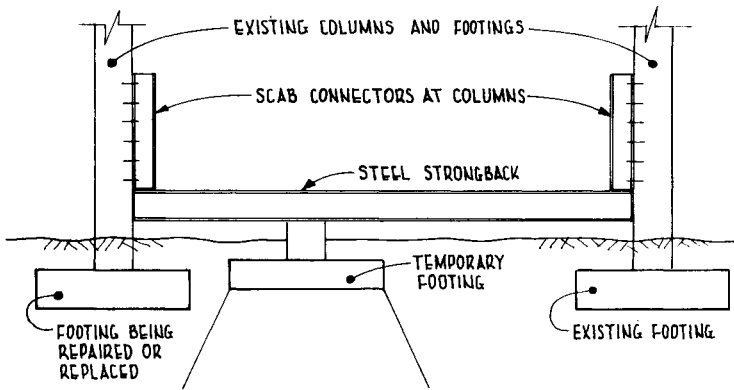 EXISTING COLUMNS AND FOOTINGS
SCAB CONNECTORS AT COLUMNS
STEEL STRONGBACK
TEMPORARY
FOOTING
FOOTING BEING
REPAIRED OR
REPLACED
EXISTING FOOTING